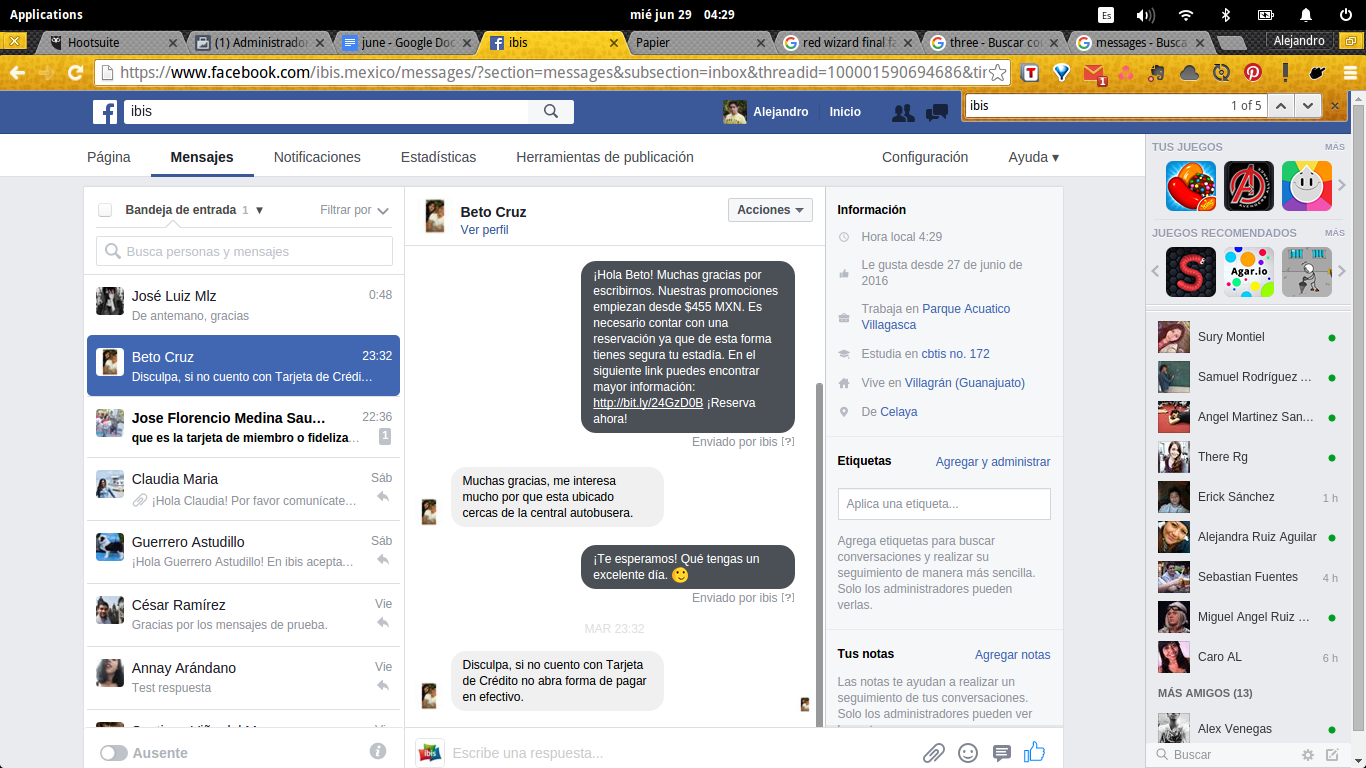 Applications
mié jun 29 04:29
Es
Hootsuite
(1) Administrado
june - Google Doc
ibis
Papier
red wizard final fa
three - Buscar co
messages - Busca
Alejandro
https://www.facebook.com/ibis.mexico/messages/?section=messages&subsection=inbox&threadid=100001590694686&tir
1
ibis
1 of 5
ibis
Alejandro
Inicio
Página
Mensajes
Notificaciones
Estadísticas
Herramientas de publicación
Configuración
Ayuda ▾
Bandeja de entrada 1 ▾
Filtrar por
Busca personas y mensajes
José Luiz Mlz
0:48
De antemano, gracias
Beto Cruz
23:32
Disculpa, si no cuento con Tarjeta de Crédi…
Jose Florencio Medina Sau…
22:36
que es la tarjeta de miembro o fideliza…
1
Claudia Maria
Sáb
¡Hola Claudia! Por favor comunícate…
Guerrero Astudillo
Sáb
¡Hola Guerrero Astudillo! En ibis acepta…
César Ramírez
Vie
Gracias por los mensajes de prueba.
Annay Arándano
Vie
Test respuesta
Ausente
Beto Cruz
Ver perfil
Acciones
¡Hola Beto! Muchas gracias por
escribirnos. Nuestras promociones
empiezan desde $455 MXN. Es
necesario contar con una
reservación ya que de esta forma
tienes segura tu estadía. En el
siguiente link puedes encontrar
mayor información:
http://bit.ly/24GzD0B ¡Reserva
ahora!
Enviado por ibis [?]
Muchas gracias, me interesa
mucho por que esta ubicado
cercas de la central autobusera.
¡Te esperamos! Qué tengas un
excelente día. 🙂
Enviado por ibis [?]
MAR 23:32
Disculpa, si no cuento con Tarjeta
de Crédito no abra forma de pagar
en efectivo.
ibis
Escribe una respuesta...
Información
Hora local 4:29
Le gusta desde 27 de junio de
2016
Trabaja en Parque Acuatico
Villagasca
Estudia en cbtis no. 172
Vive en Villagrán (Guanajuato)
De Celaya
Etiquetas
Agregar y administrar
Aplica una etiqueta...
Agrega etiquetas para buscar
conversaciones y realizar su
seguimiento de manera más sencilla.
Solo los administradores pueden
verlas.
Tus notas
Agregar notas
Las notas te ayudan a realizar un
seguimiento de tus conversaciones.
Solo los administradores pueden ver
TUS JUEGOS
MÁS
JUEGOS RECOMENDADOS
MÁS
Agar.io
Sury Montiel
Samuel Rodríguez …
Angel Martinez San…
There Rg
Erick Sánchez
1 h
Alejandra Ruiz Aguilar
Sebastian Fuentes
4 h
Miguel Angel Ruiz …
Caro AL
6 h
MÁS AMIGOS (13)
Alex Venegas
Buscar